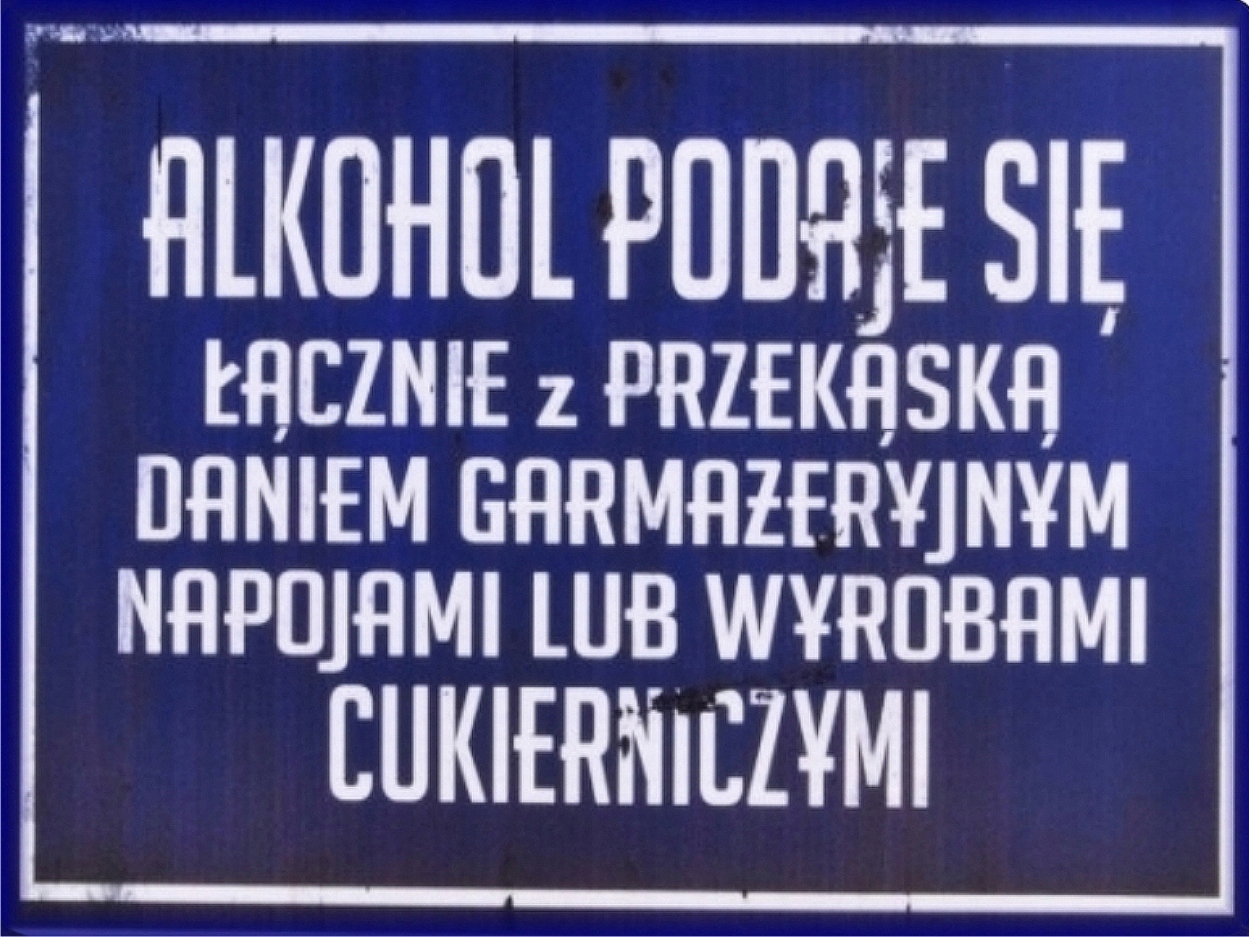 ALKOHOL PODAJE SIĘ
ŁĄCZNIE z PRZEKĄSKĄ
DANIEM GARMAŻERYJNYM
NAPOJAMI LUB WYROBAMI
CUKIERNICZYMI